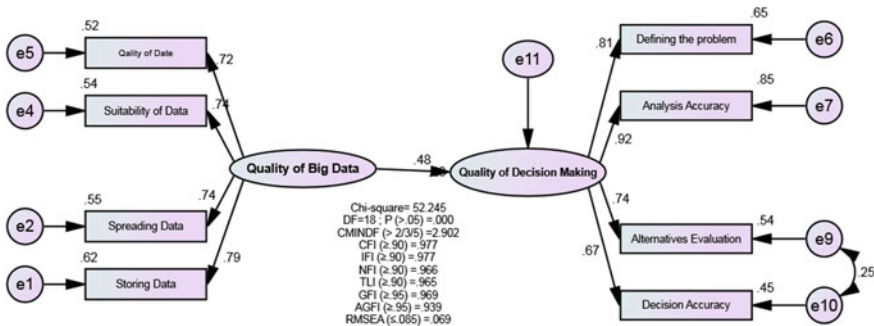 .52
e5
Qality of Date
.72
.54
e4
Suitability of Data
.74
.55
e2
Spreading Data
.74
.62
e1
Storing Data
.79
Quality of Big Data
.48
e11
Quality of Decision Making
Chi-square= 52.245
DF=18 ; P (>.05) =.000
CMINDF (> 2/3/5) =2.902
CFI (≥.90) =.977
IFI (≥.90) =.977
NFI (≥.90) =.966
TLI (≥.90) =.965
GFI (≥.95) =.969
AGFI (≥.95) =.939
RMSEA (≤.085) =.069
.65
.81
Defining the problem
e6
.85
Analysis Accuracy
e7
.92
.74
.54
Alternatives Evaluation
e9
.67
.45
Decision Accuracy
e10
.25